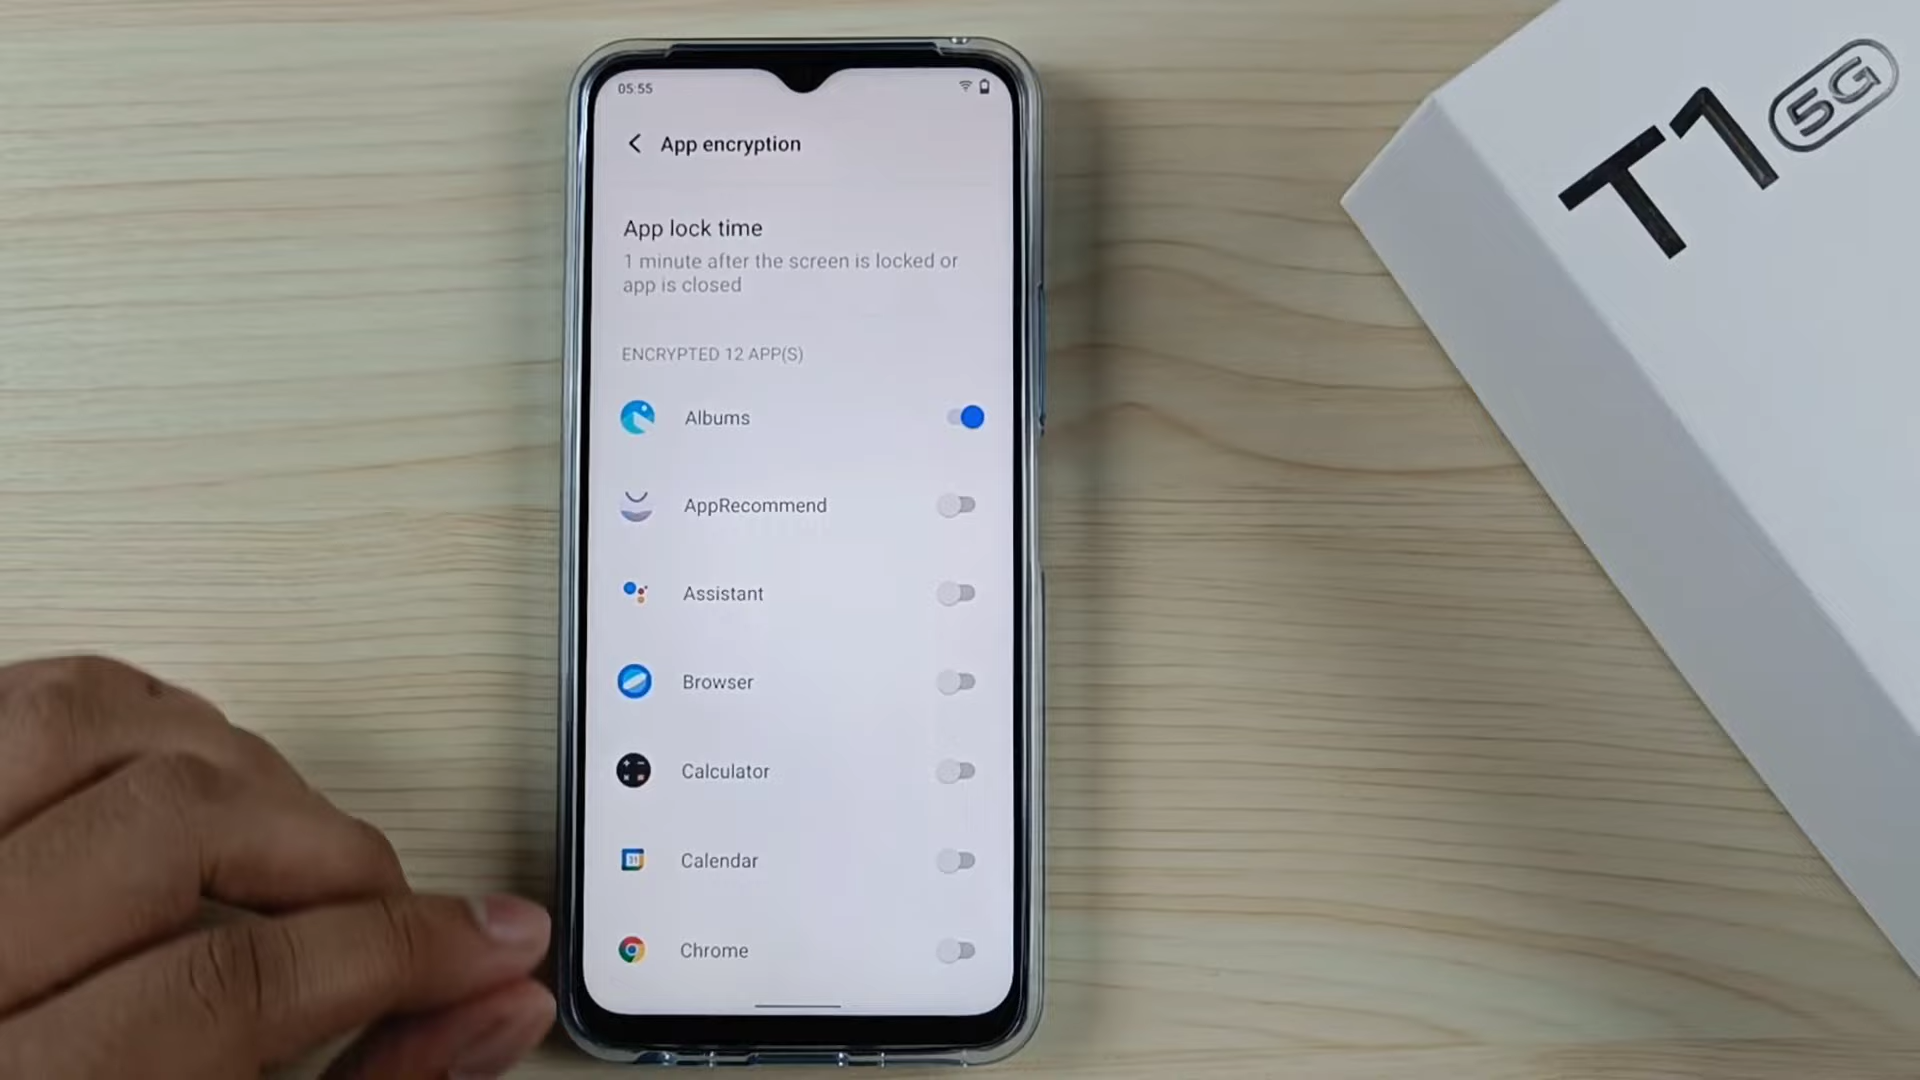 05:55
App encryption
App lock time
1 minute after the screen is locked or
app is closed
ENCRYPTED 12 APP(S)
Albums
AppRecommend
Assistant
Browser
Calculator
31
Calendar
Chrome
T1 5G